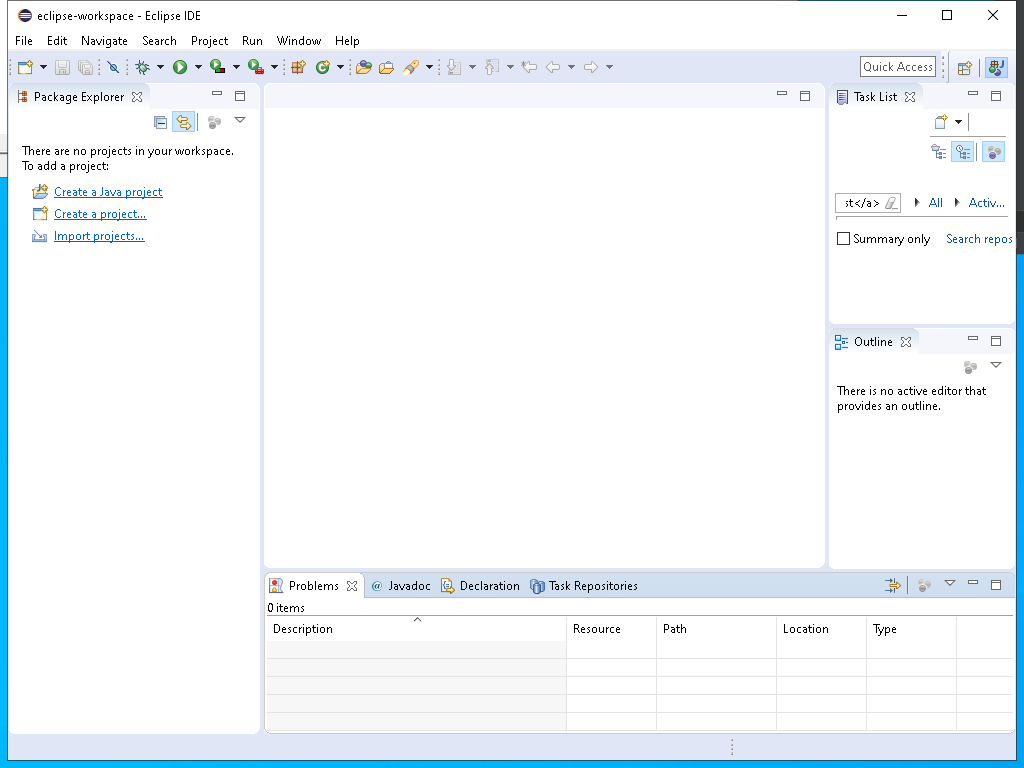 eclipse-workspace - Eclipse IDE
File Edit Navigate Search Project Run Window Help
Quick Access
Package Explorer
There are no projects in your workspace.
To add a project:
Create a Java project
Create a project...
Import projects...
Task List
st</a> All Activ...
Summary only Search repos
Outline
There is no active editor that
provides an outline.
Problems @ Javadoc Declaration Task Repositories
0 items
Description Resource Path Location Type